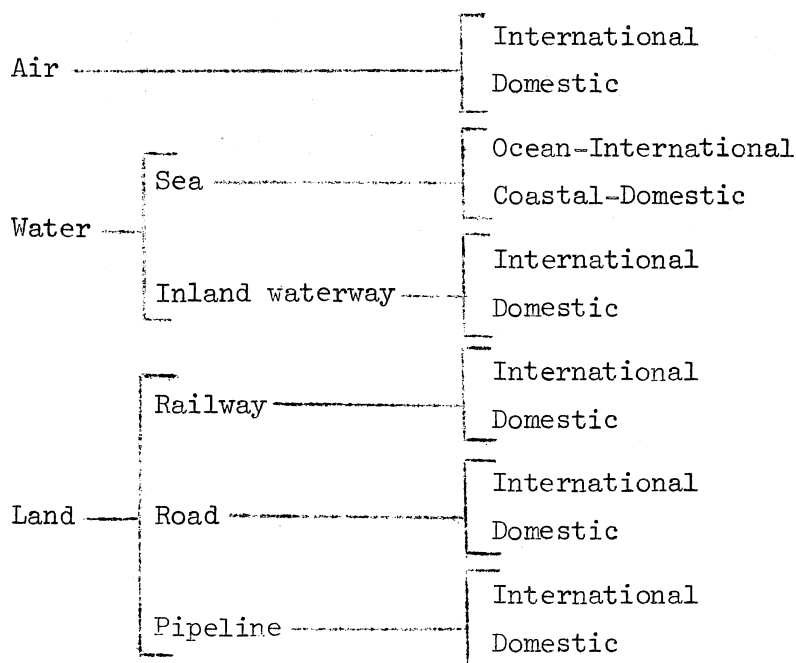 International
Air
Domestic
Ocean-International
Sea
Coastal-Domestic
Water
International
Inland waterway
Domestic
International
Railway
Domestic
International
Land Road
Domestic
International
Pipeline
Domestic